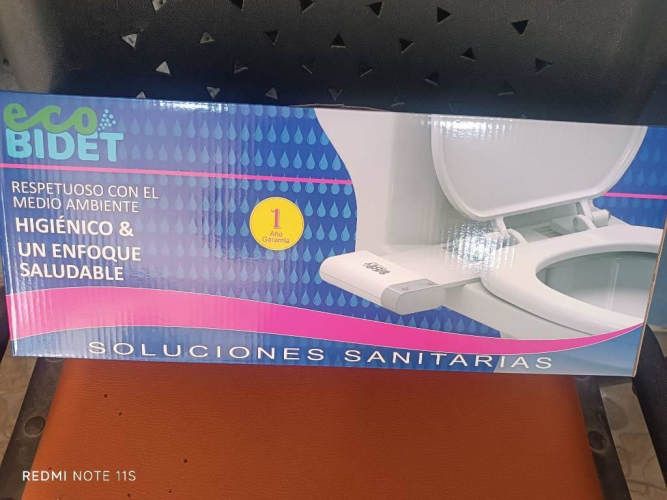 eco
BIDET
RESPETUOSO CON EL
MEDIO AMBIENTE
HIGIÉNICO &
UN ENFOQUE
SALUDABLE
1
Año
Garantía
SOLUCIONES SANITARIAS
REDMI NOTE 11S